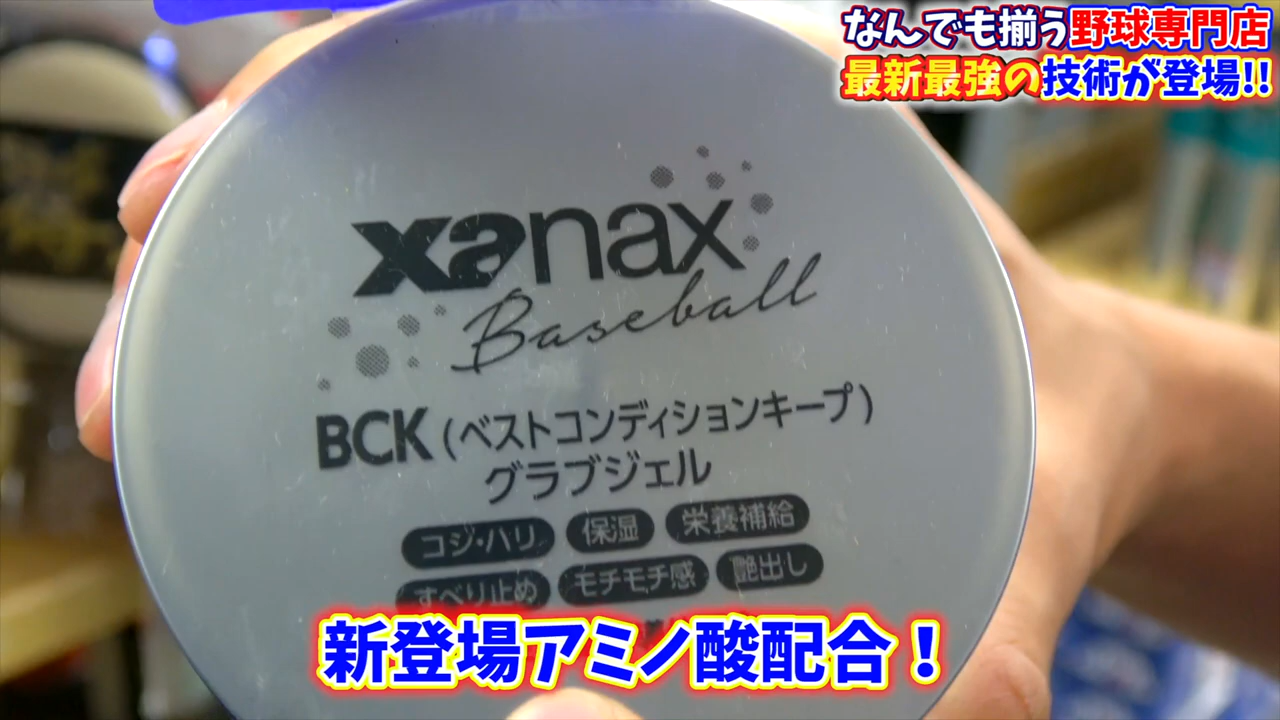 なんでも揃う野球専門店
最新最強の技術が登場!!
xanax
Baseball
BCK (ベストコンディションキープ)
グラブジェル
コジ・ハリ 保湿 栄養補給
すべり止め モチモチ感 艶出し
新登場アミノ酸配合！